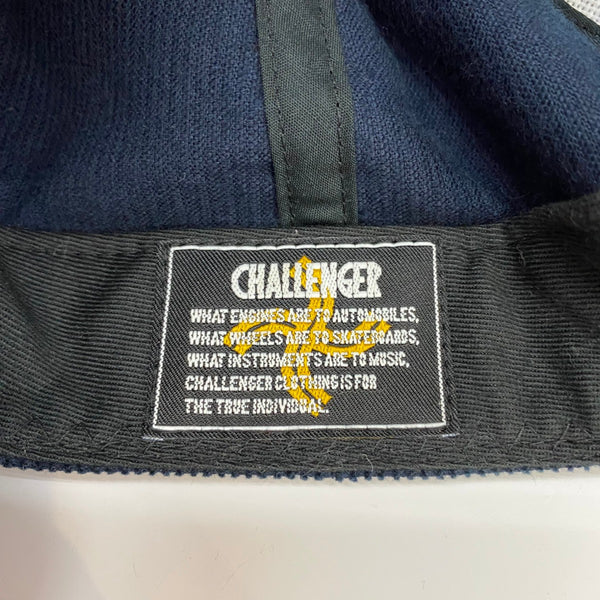 CHALLENGER
WHAT ENGINES ARE TO AUTOMOBILES,
WHAT WHEELS ARE TO SKATEBOARDS,
WHAT INSTRUMENTS ARE TO MUSIC,
CHALLENGER CLOTHING IS FOR
THE TRUE INDIVIDUAL.